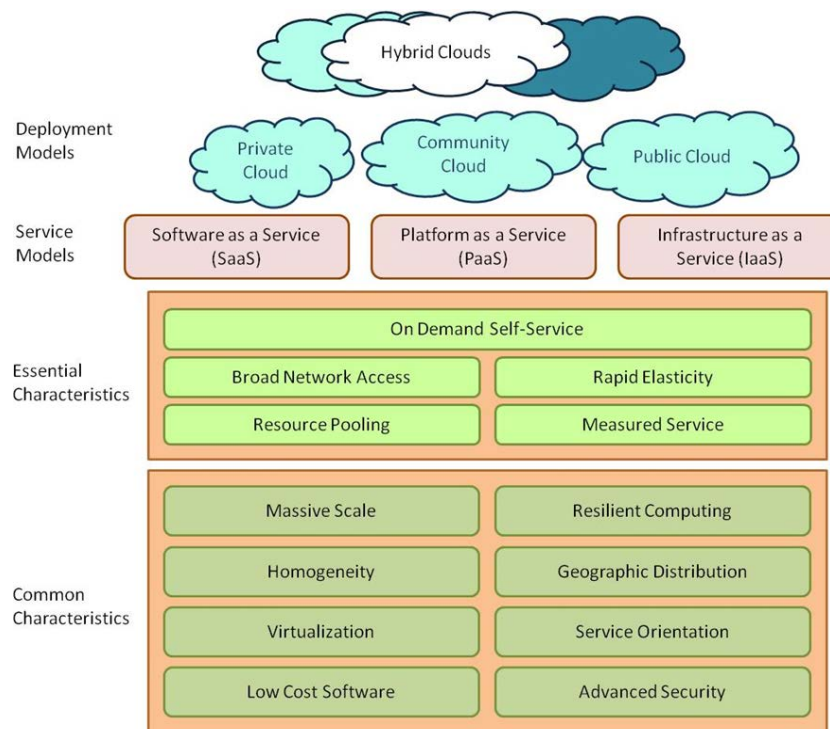 Hybrid Clouds
Deployment
Models
Private
Cloud
Community
Cloud
Public Cloud
Service
Models
Software as a Service
(SaaS)
Platform as a Service
(PaaS)
Infrastructure as a
Service (IaaS)
Essential
Characteristics
On Demand Self-Service
Broad Network Access
Rapid Elasticity
Resource Pooling
Measured Service
Common
Characteristics
Massive Scale
Resilient Computing
Homogeneity
Geographic Distribution
Virtualization
Service Orientation
Low Cost Software
Advanced Security